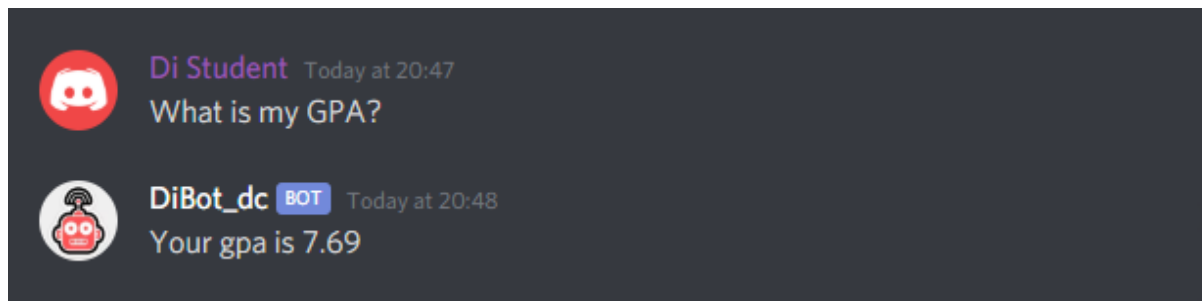 Di Student Today at 20:47
What is my GPA?
DiBot_dc BOT Today at 20:48
Your gpa is 7.69